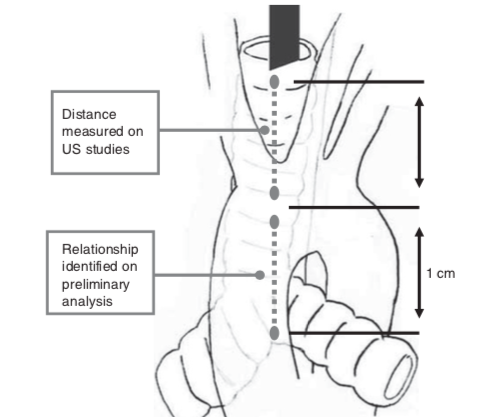 Distance
measured on
US studies
Relationship
identified on
preliminary
analysis
1 cm